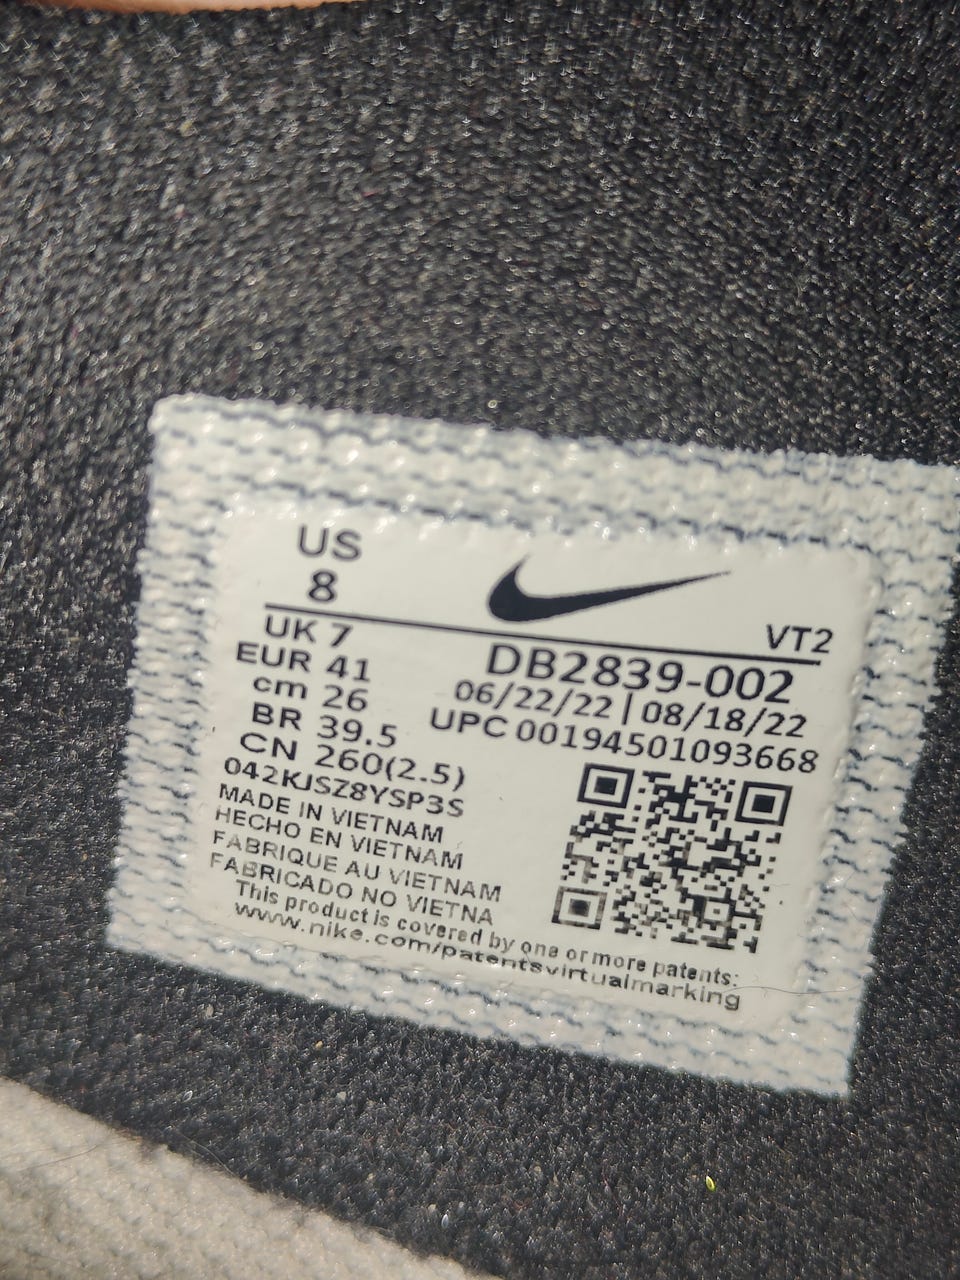 US
8
VT2
UK 7
EUR 41
cm 26
BR 39.5
CN 260(2.5)
DB2839-002
06/22/22 | 08/18/22
UPC 00194501093668
042KJSZ8YSP3S
MADE IN VIETNAM
HECHO EN VIETNAM
FABRIQUE AU VIETNAM
FABRICADO NO VIETNA
This product is covered by one or more patents:
www.nike.com/patentsvirtualmarking